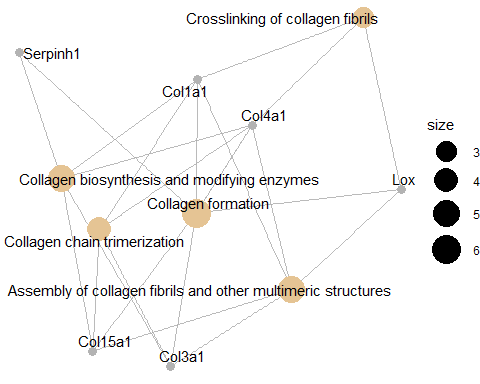 Crosslinking of collagen fibrils
Serpinh1
Col1a1
Col4a1
size
3
4
5
6
Collagen biosynthesis and modifying enzymes
Lox
Collagen formation
Collagen chain trimerization
Assembly of collagen fibrils and other multimeric structures
Col15a1
Col3a1